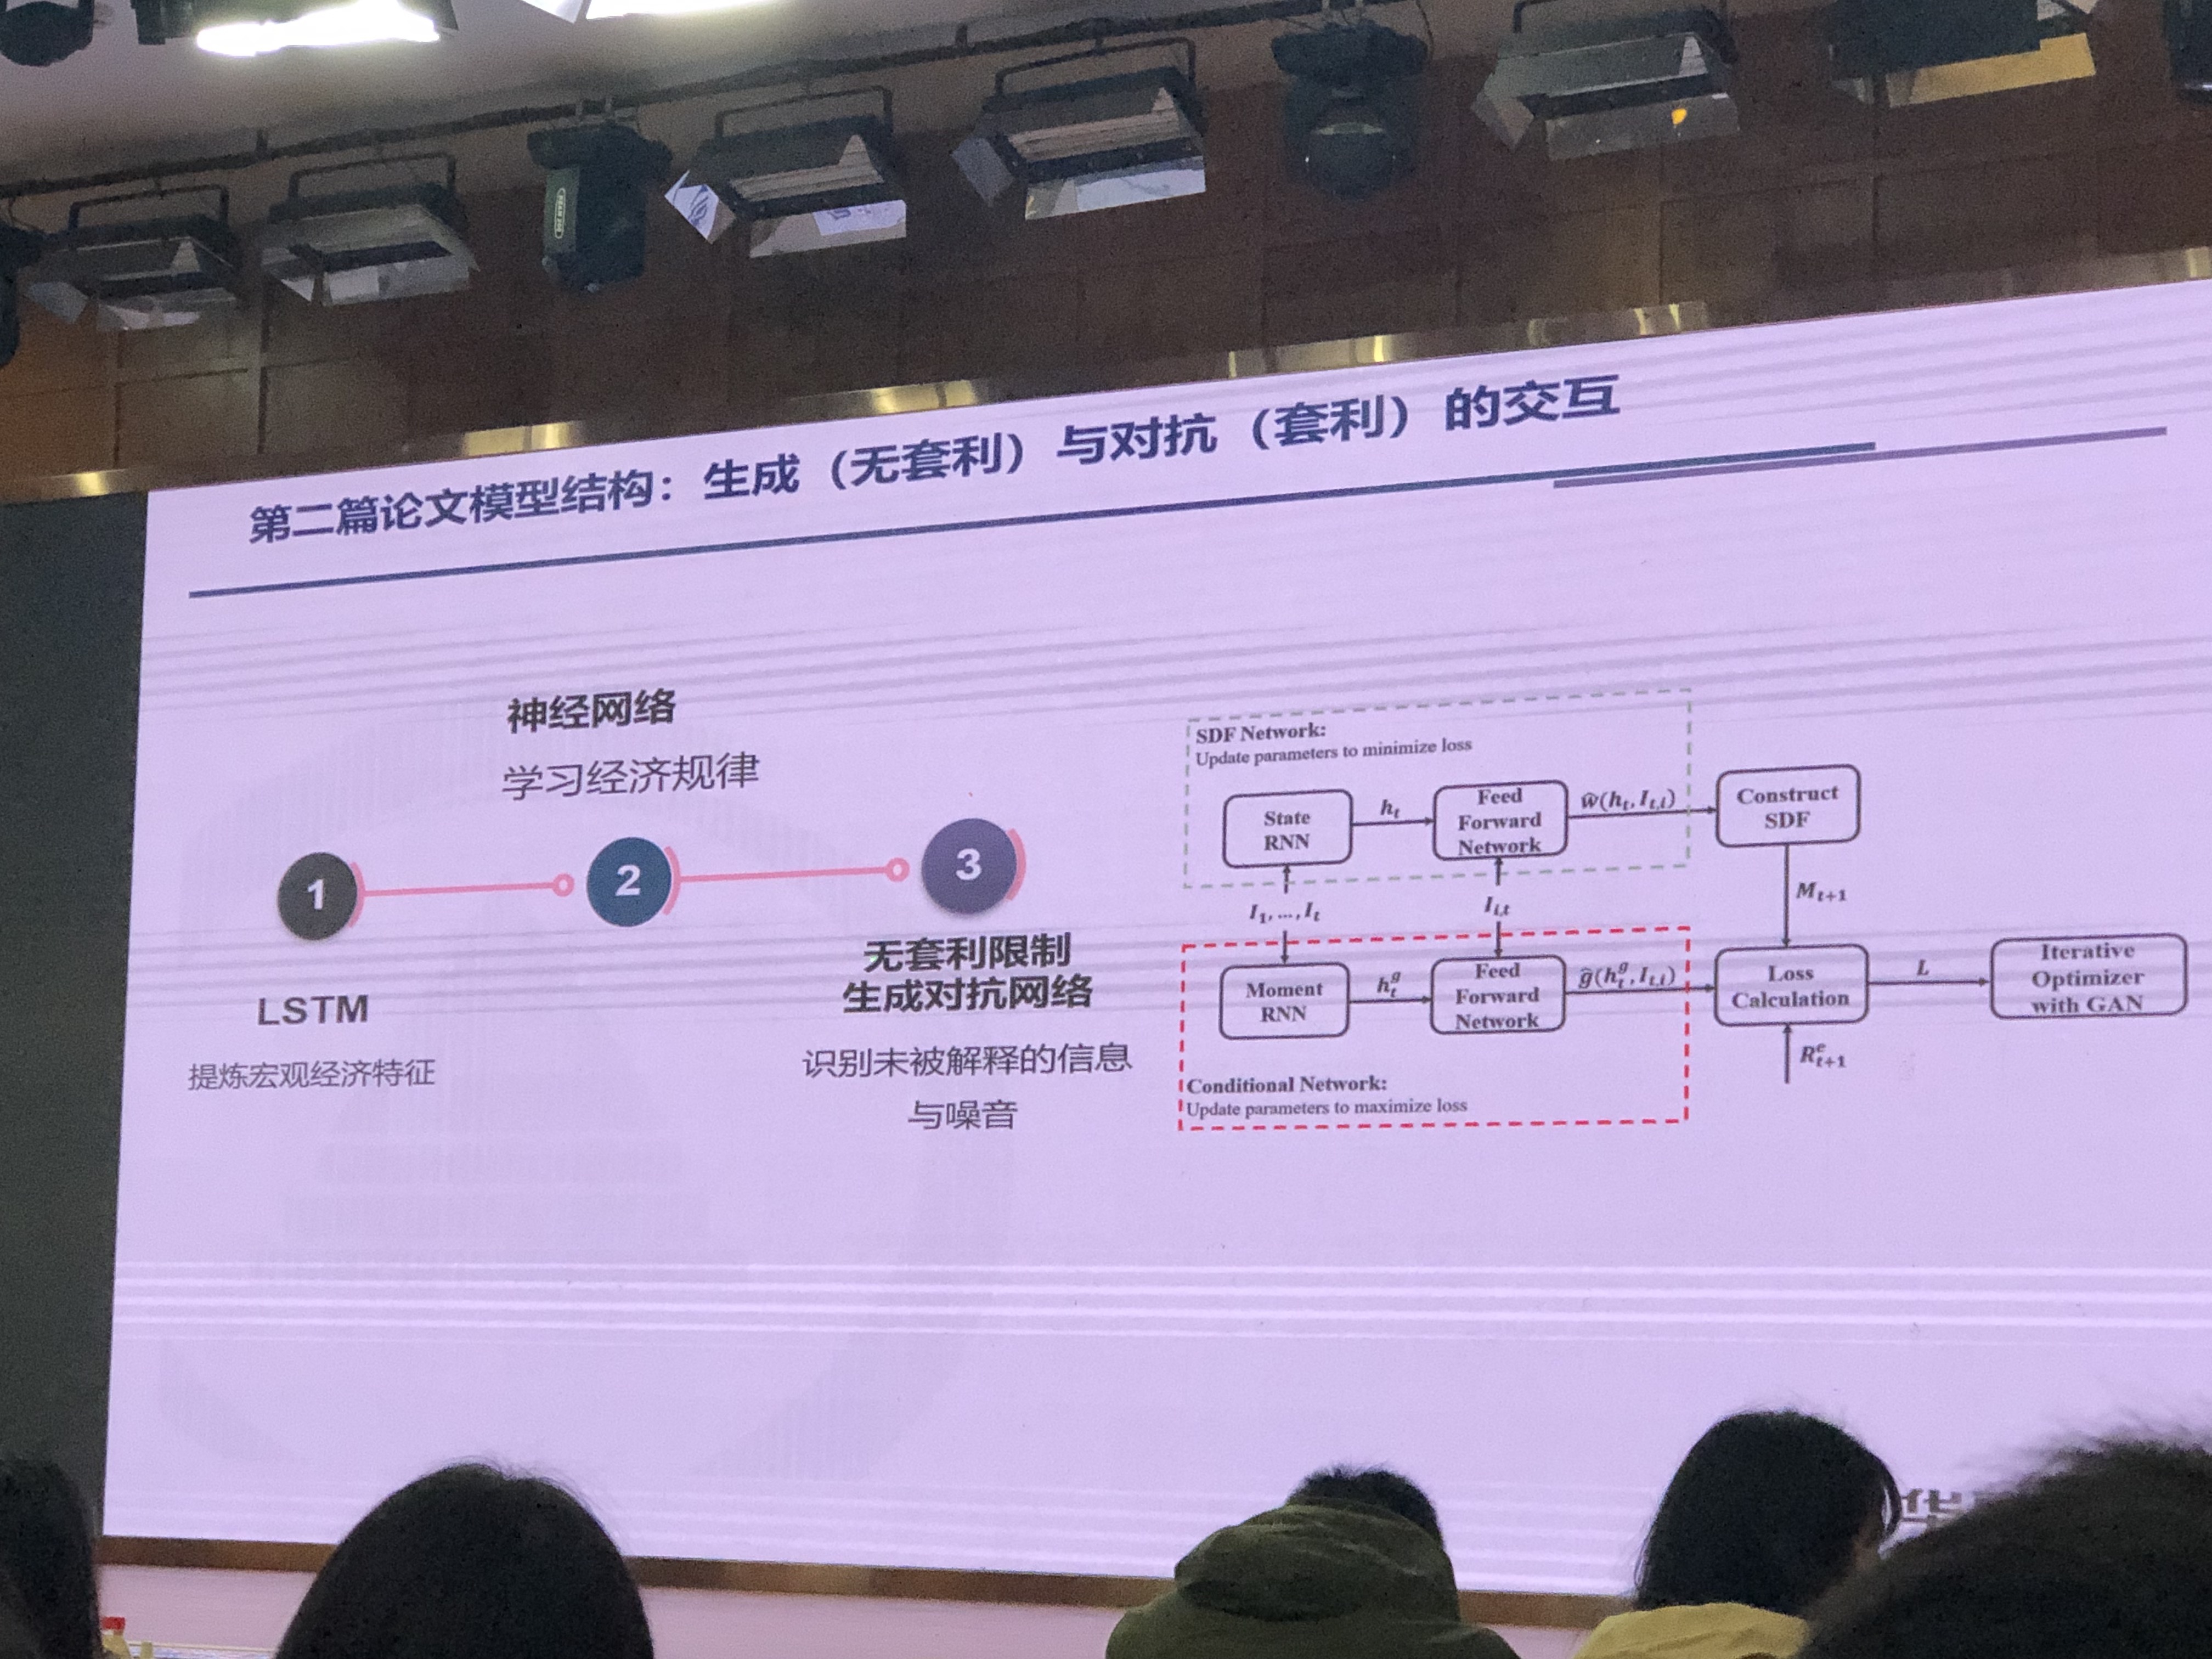 第二篇论文模型结构：生成（无套利）与对抗（套利）的交互
神经网络
学习经济规律
1
2
3
LSTM
提炼宏观经济特征
无套利限制
生成对抗网络
识别未被解释的信息
与噪音
SDF Network:
Update parameters to minimize loss
State
RNN
h_t
Feed
Forward
Network
ŵ(h_t, I_{t,i})
Construct
SDF
I_1, ..., I_t
I_{i,t}
M_{t+1}
Moment
RNN
h_t^g
Feed
Forward
Network
ĝ(h_t^g, I_{t,i})
Loss
Calculation
L
Iterative
Optimizer
with GAN
R_{t+1}^e
Conditional Network:
Update parameters to maximize loss
华